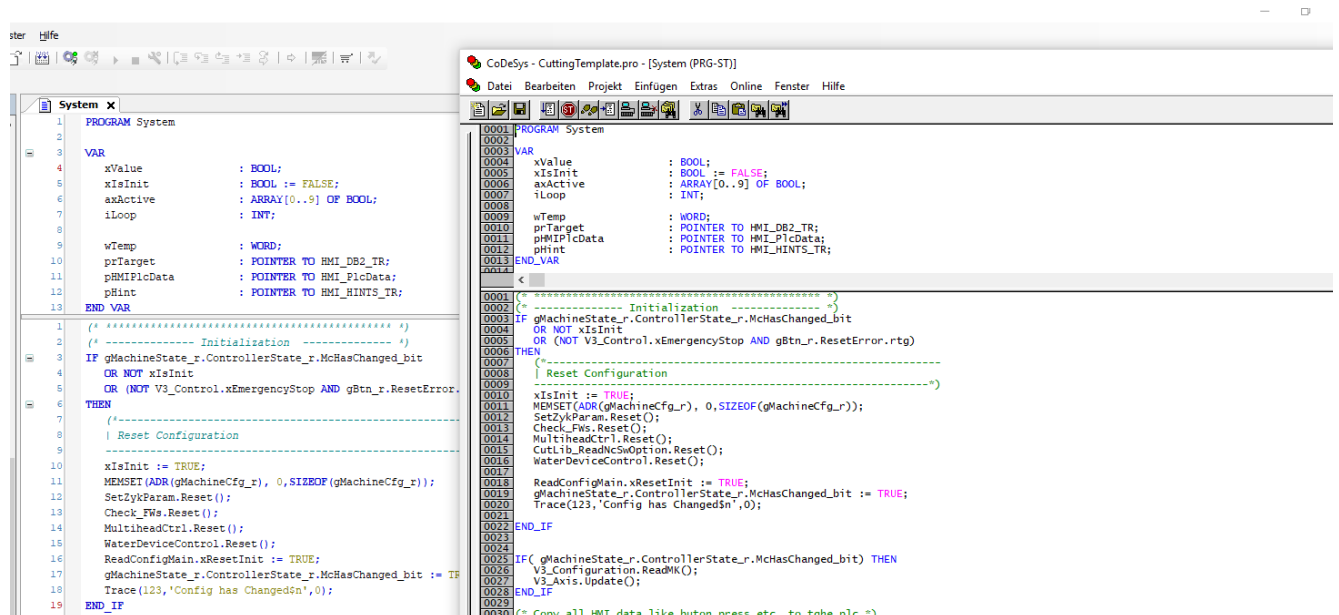 ster Hilfe
System X
1 PROGRAM System
2
3 VAR
4 xValue : BOOL;
5 xIsInit : BOOL := FALSE;
6 axActive : ARRAY[0..9] OF BOOL;
7 iLoop : INT;
8
9 wTemp : WORD;
10 prTarget : POINTER TO HMI_DB2_TR;
11 pHMIPlcData : POINTER TO HMI_PlcData;
12 pHint : POINTER TO HMI_HINTS_TR;
13 END_VAR
1 (* ********************************************* *)
2 (* -------------- Initialization -------------- *)
3 IF gMachineState_r.ControllerState_r.McHasChanged_bit
4 OR NOT xIsInit
5 OR (NOT V3_Control.xEmergencyStop AND gBtn_r.ResetError.
6 THEN
7 (*------------------------------------------------------
8 | Reset Configuration
9 ------------------------------------------------------
10 xIsInit := TRUE;
11 MEMSET(ADR(gMachineCfg_r), 0,SIZEOF(gMachineCfg_r));
12 SetZykParam.Reset();
13 Check_FWs.Reset();
14 MultiheadCtrl.Reset();
15 WaterDeviceControl.Reset();
16 ReadConfigMain.xResetInit := TRUE;
17 gMachineState_r.ControllerState_r.McHasChanged_bit := TR
18 Trace(123,'Config has Changed$n',0);
19 END_IF
CoDeSys - CuttingTemplate.pro - [System (PRG-ST)]
Datei Bearbeiten Projekt Einfügen Extras Online Fenster Hilfe
0001 PROGRAM System
0002
0003 VAR
0004 xValue : BOOL;
0005 xIsInit : BOOL := FALSE;
0006 axActive : ARRAY[0..9] OF BOOL;
0007 iLoop : INT;
0008
0009 wTemp : WORD;
0010 prTarget : POINTER TO HMI_DB2_TR;
0011 pHMIPlcData : POINTER TO HMI_PlcData;
0012 pHint : POINTER TO HMI_HINTS_TR;
0013 END_VAR
0014
0001 (* ********************************************* *)
0002 (* -------------- Initialization -------------- *)
0003 IF gMachineState_r.ControllerState_r.McHasChanged_bit
0004 OR NOT xIsInit
0005 OR (NOT V3_Control.xEmergencyStop AND gBtn_r.ResetError.rtg)
0006 THEN
0007 (*--------------------------------------------------------------
0008 | Reset Configuration
0009 --------------------------------------------------------------*)
0010 xIsInit := TRUE;
0011 MEMSET(ADR(gMachineCfg_r), 0,SIZEOF(gMachineCfg_r));
0012 SetZykParam.Reset();
0013 Check_FWs.Reset();
0014 MultiheadCtrl.Reset();
0015 CutLib_ReadNcSwOption.Reset();
0016 WaterDeviceControl.Reset();
0017
0018 ReadConfigMain.xResetInit := TRUE;
0019 gMachineState_r.ControllerState_r.McHasChanged_bit := TRUE;
0020 Trace(123,'Config has Changed$n',0);
0021
0022 END_IF
0023
0024
0025 IF( gMachineState_r.ControllerState_r.McHasChanged_bit) THEN
0026 V3_Configuration.ReadMK();
0027 V3_Axis.Update();
0028 END_IF
0029
0030 (* Copy all HMI data like buton press etc. to tghe plc *)